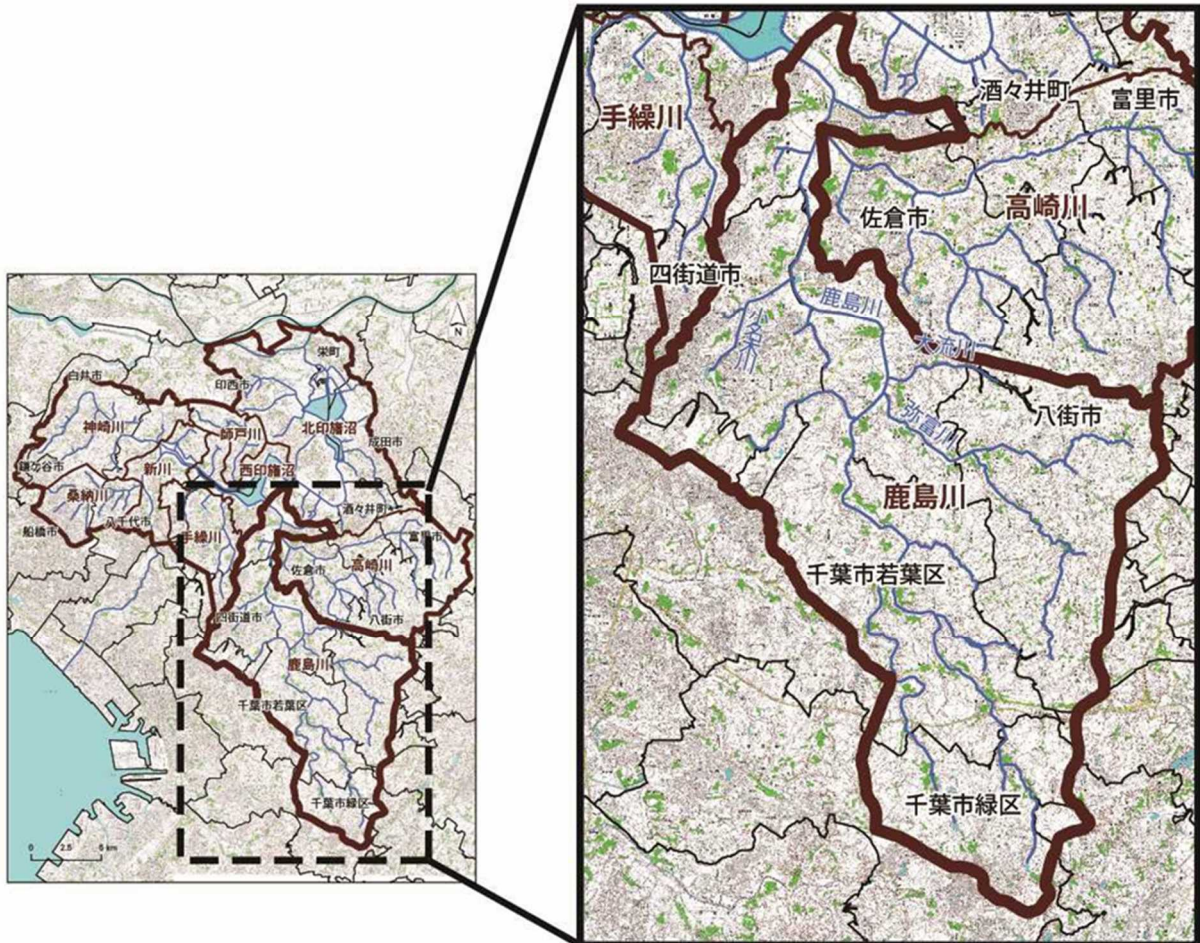 N
栄町
印西市
白井市
神崎川
師戸川
北印旛沼
成田市
鎌ヶ谷市
新川
西印旛沼
桑納川
船橋市
八千代市
酒々井町
手繰川
富里市
佐倉市
高崎川
四街道市
八街市
鹿島川
千葉市若葉区
千葉市緑区
0 2.5 5 km
酒々井町
富里市
手繰川
佐倉市
高崎川
四街道市
鹿島川
小名木川
犬流川
弥富川
八街市
鹿島川
千葉市若葉区
千葉市緑区